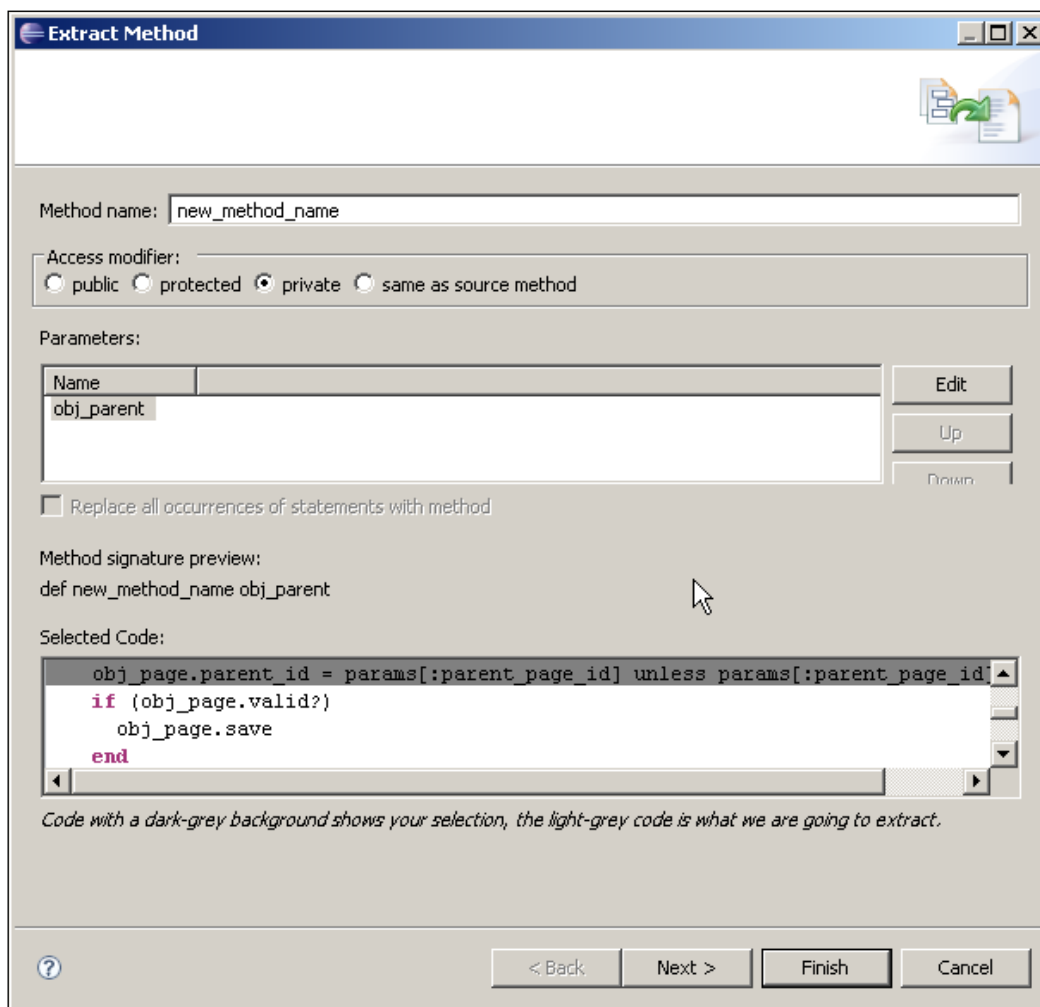 Extract Method
Method name: new_method_name
Access modifier:
public protected private same as source method
Parameters:
Name
obj_parent
Edit
Up
Down
Replace all occurrences of statements with method
Method signature preview:
def new_method_name obj_parent
Selected Code:
obj_page.parent_id = params[:parent_page_id] unless params[:parent_page_id]
if (obj_page.valid?)
obj_page.save
end
Code with a dark-grey background shows your selection, the light-grey code is what we are going to extract.
< Back Next > Finish Cancel